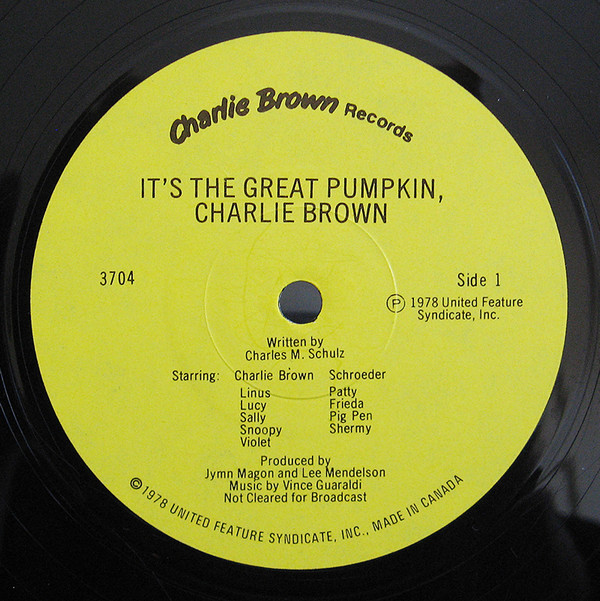 Charlie Brown Records
IT'S THE GREAT PUMPKIN,
CHARLIE BROWN
3704
Side 1
Ⓟ 1978 United Feature
Syndicate, Inc.
Written by
Charles M. Schulz
Starring: Charlie Brown Schroeder
Linus Patty
Lucy Frieda
Sally Pig Pen
Snoopy Shermy
Violet
Produced by
Jymn Magon and Lee Mendelson
Music by Vince Guaraldi
Not Cleared for Broadcast
©1978 UNITED FEATURE SYNDICATE, INC., MADE IN CANADA